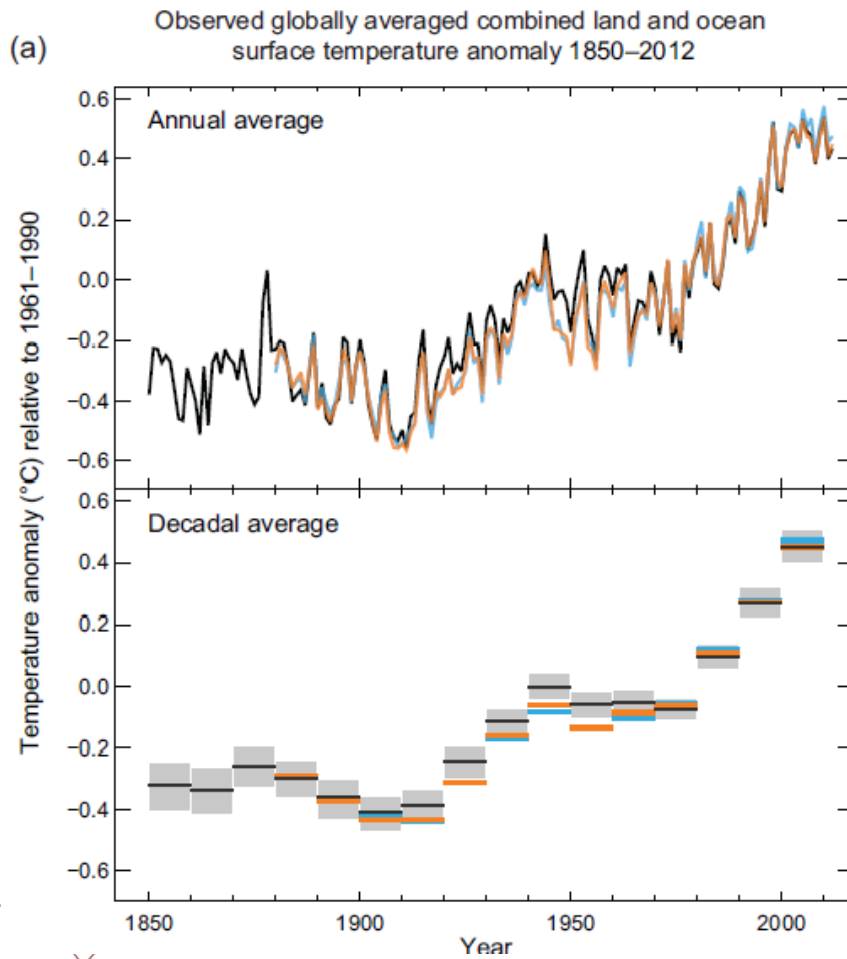 Observed globally averaged combined land and ocean
surface temperature anomaly 1850–2012
(a)
Temperature anomaly (°C) relative to 1961–1990
Annual average
0.6
0.4
0.2
0.0
−0.2
−0.4
−0.6
Decadal average
0.6
0.4
0.2
0.0
−0.2
−0.4
−0.6
1850
1900
1950
2000
Year